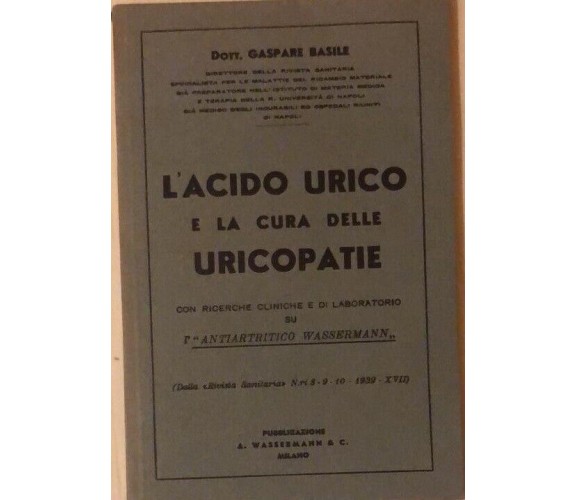 DOTT. GASPARE BASILE
DIRETTORE DELLA RIVISTA SANITARIA
SPECIALISTA PER LE MALATTIE DEL RICAMBIO MATERIALE
GIÀ PREPARATORE NELL'ISTITUTO DI MATERIA MEDICA
E TERAPIA NELLA R. UNIVERSITÀ DI NAPOLI
GIÀ MEDICO DEGLI INCURABILI ED OSPEDALI RIUNITI
DI NAPOLI
L'ACIDO URICO
E LA CURA DELLE
URICOPATIE
CON RICERCHE CLINICHE E DI LABORATORIO
SU
l' "ANTIARTRITICO WASSERMANN„
(Dalla «Rivista Sanitaria» N.ri 8 - 9 - 10 - 1939 - XVII)
PUBBLICAZIONE
A. WASSERMANN & C.
MILANO